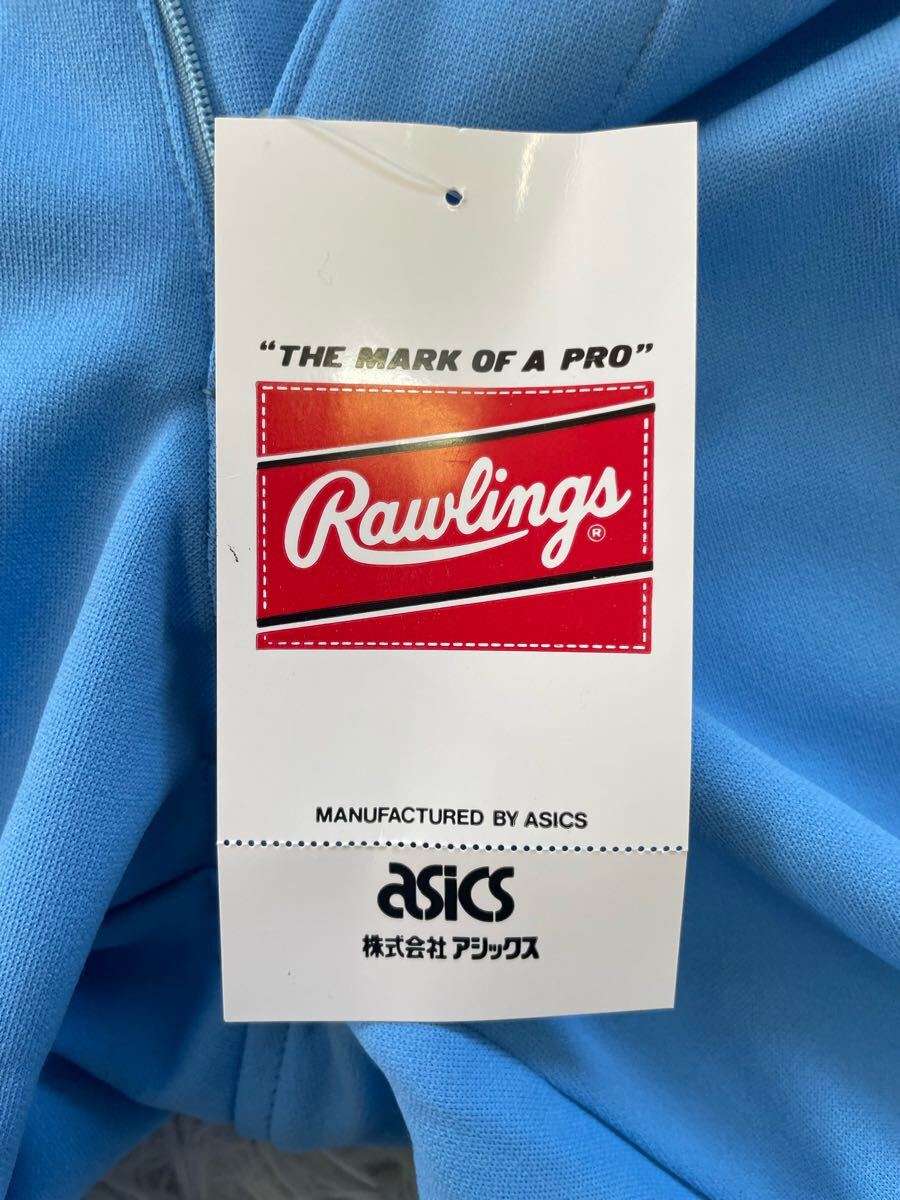 “THE MARK OF A PRO”
Rawlings®
MANUFACTURED BY ASICS
asics
株式会社 アシックス